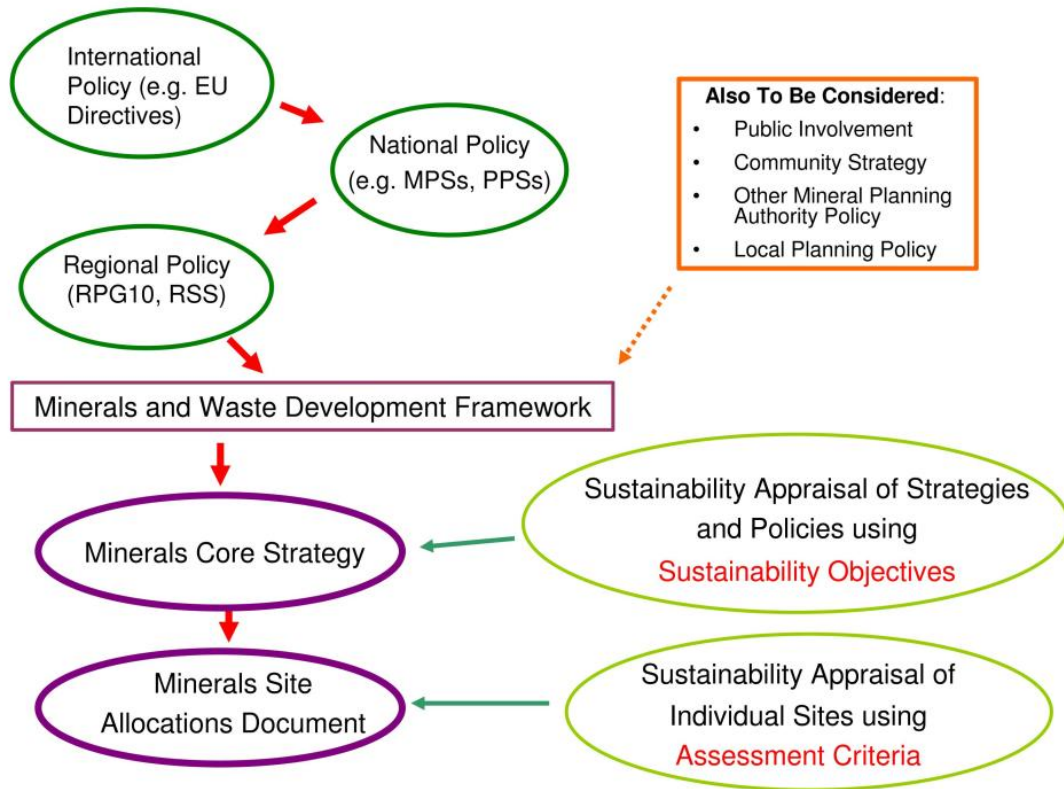 International
Policy (e.g. EU
Directives)
National Policy
(e.g. MPSs, PPSs)
Regional Policy
(RPG10, RSS)
Also To Be Considered:
• Public Involvement
• Community Strategy
• Other Mineral Planning
Authority Policy
• Local Planning Policy
Minerals and Waste Development Framework
Minerals Core Strategy
Sustainability Appraisal of Strategies
and Policies using
Sustainability Objectives
Minerals Site
Allocations Document
Sustainability Appraisal of
Individual Sites using
Assessment Criteria